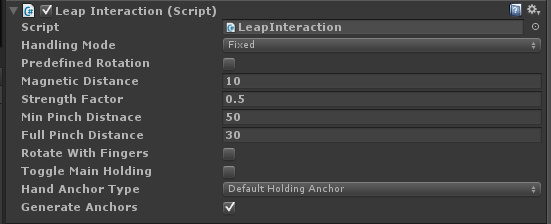 Leap Interaction (Script)
Script LeapInteraction
Handling Mode Fixed
Predefined Rotation
Magnetic Distance 10
Strength Factor 0.5
Min Pinch Distnace 50
Full Pinch Distance 30
Rotate With Fingers
Toggle Main Holding
Hand Anchor Type Default Holding Anchor
Generate Anchors